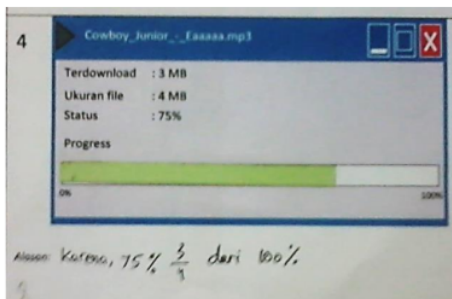 4
Cowboy_Junior_-_Eaaaaa.mp3
X
Terdownload : 3 MB
Ukuran file : 4 MB
Status : 75%
Progress
0% 100%
Alasan: Karena, 75% 3/4 dari 100%